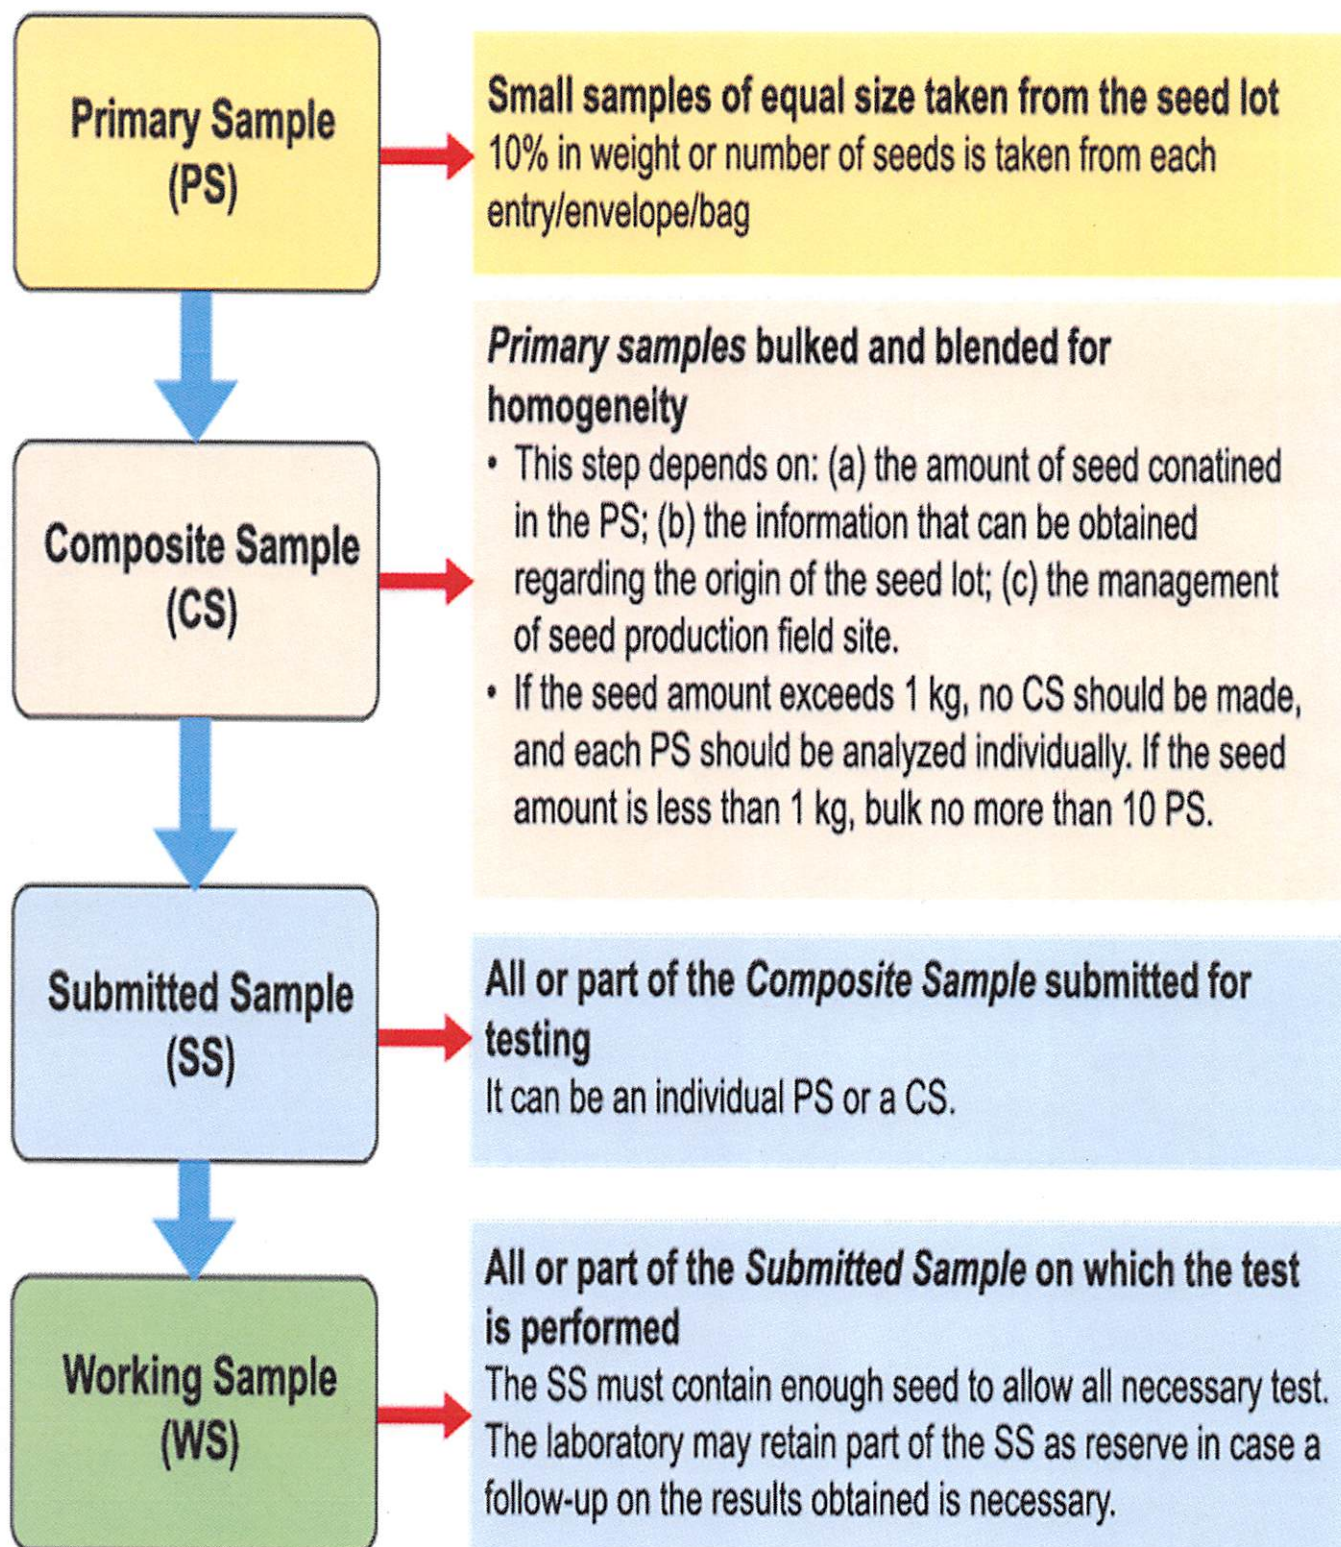 Primary Sample
(PS)
Small samples of equal size taken from the seed lot
10% in weight or number of seeds is taken from each
entry/envelope/bag
Composite Sample
(CS)
Primary samples bulked and blended for
homogeneity
• This step depends on: (a) the amount of seed conatined
in the PS; (b) the information that can be obtained
regarding the origin of the seed lot; (c) the management
of seed production field site.
• If the seed amount exceeds 1 kg, no CS should be made,
and each PS should be analyzed individually. If the seed
amount is less than 1 kg, bulk no more than 10 PS.
Submitted Sample
(SS)
All or part of the Composite Sample submitted for
testing
It can be an individual PS or a CS.
Working Sample
(WS)
All or part of the Submitted Sample on which the test
is performed
The SS must contain enough seed to allow all necessary test.
The laboratory may retain part of the SS as reserve in case a
follow-up on the results obtained is necessary.